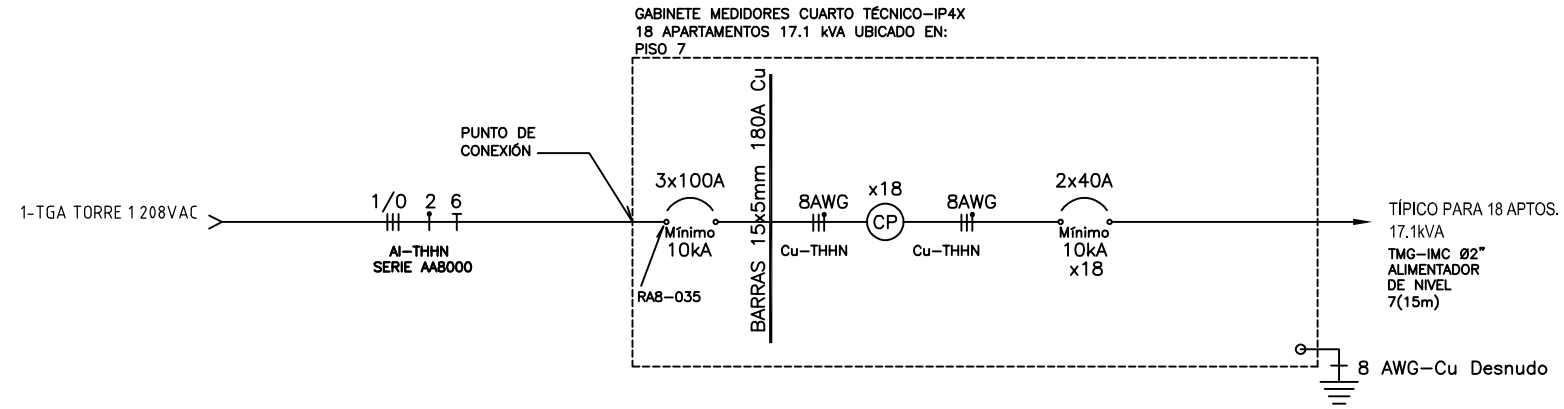 GABINETE MEDIDORES CUARTO TÉCNICO-IP4X
18 APARTAMENTOS 17.1 kVA UBICADO EN:
PISO 7
PUNTO DE
CONEXIÓN
1-TGA TORRE 1 208VAC
1/0 2 6
Al-THHN
SERIE AA8000
3x100A
Mínimo
10kA
RA8-035
BARRAS 15x5mm 180A Cu
8AWG
Cu-THHN
x18
CP
8AWG
Cu-THHN
2x40A
Mínimo
10kA
x18
TÍPICO PARA 18 APTOS.
17.1kVA
TMG-IMC Ø2"
ALIMENTADOR
DE NIVEL
7(15m)
8 AWG-Cu Desnudo